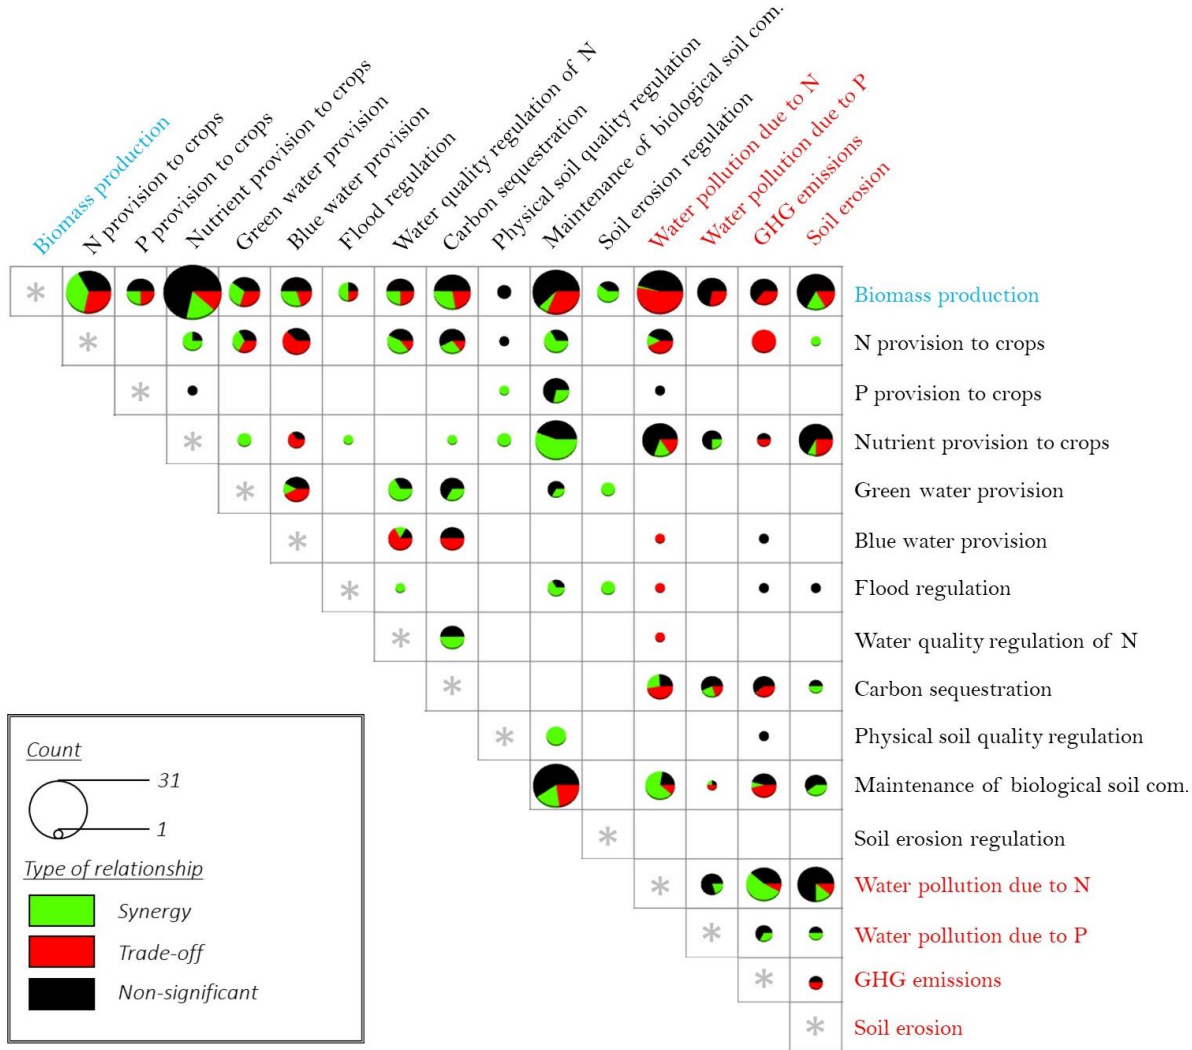 Biomass production
N provision to crops
P provision to crops
Nutrient provision to crops
Green water provision
Blue water provision
Flood regulation
Water quality regulation of N
Carbon sequestration
Physical soil quality regulation
Maintenance of biological soil com.
Soil erosion regulation
Water pollution due to N
Water pollution due to P
GHG emissions
Soil erosion
Biomass production
N provision to crops
P provision to crops
Nutrient provision to crops
Green water provision
Blue water provision
Flood regulation
Water quality regulation of N
Carbon sequestration
Physical soil quality regulation
Maintenance of biological soil com.
Soil erosion regulation
Water pollution due to N
Water pollution due to P
GHG emissions
Soil erosion
Count
31
1
Type of relationship
Synergy
Trade-off
Non-significant